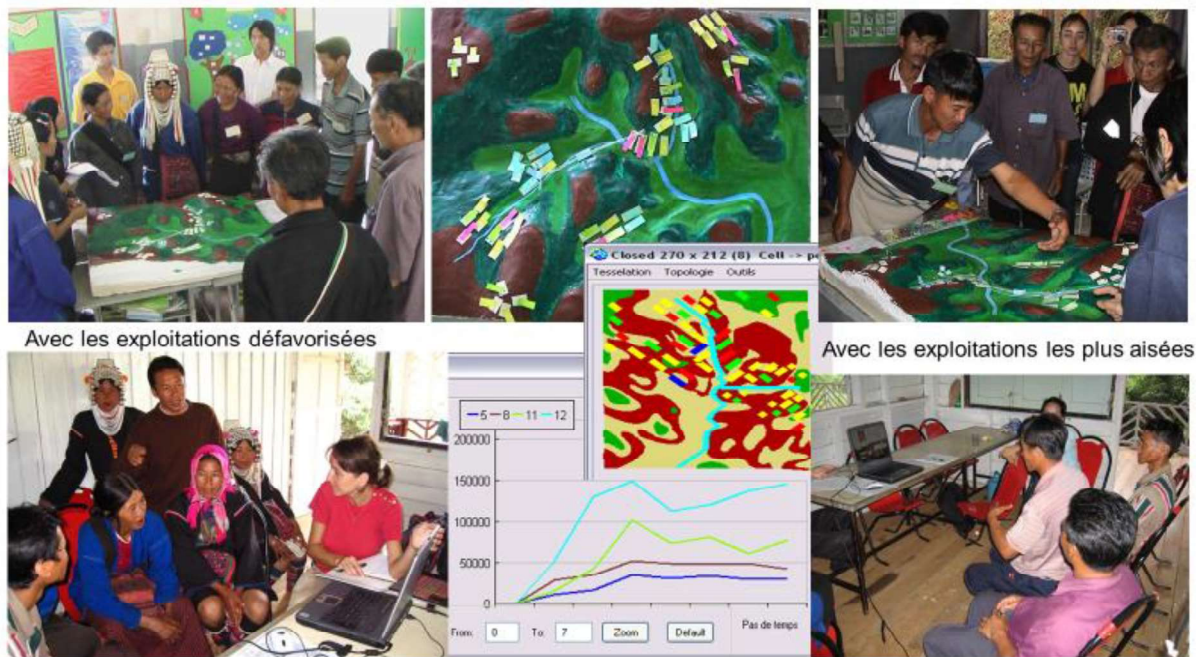 Closed 270 x 212 (8) Cell ->
Tesselation Topologie Outils
Avec les exploitations défavorisées
Avec les exploitations les plus aisées
5 8 11 12
200000
150000
100000
50000
0
From: 0 To: 7 Zoom Default Pas de temps